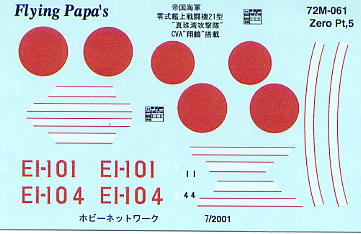 Flying Papa's
帝国海軍
零式艦上戦闘機21型
"真珠湾攻撃隊"
CVA"翔鶴"搭載
72M-061
Zero Pt,5
EI-101
EI-101
11
EI-104
EI-104
44
ホビーネットワーク
7/2001